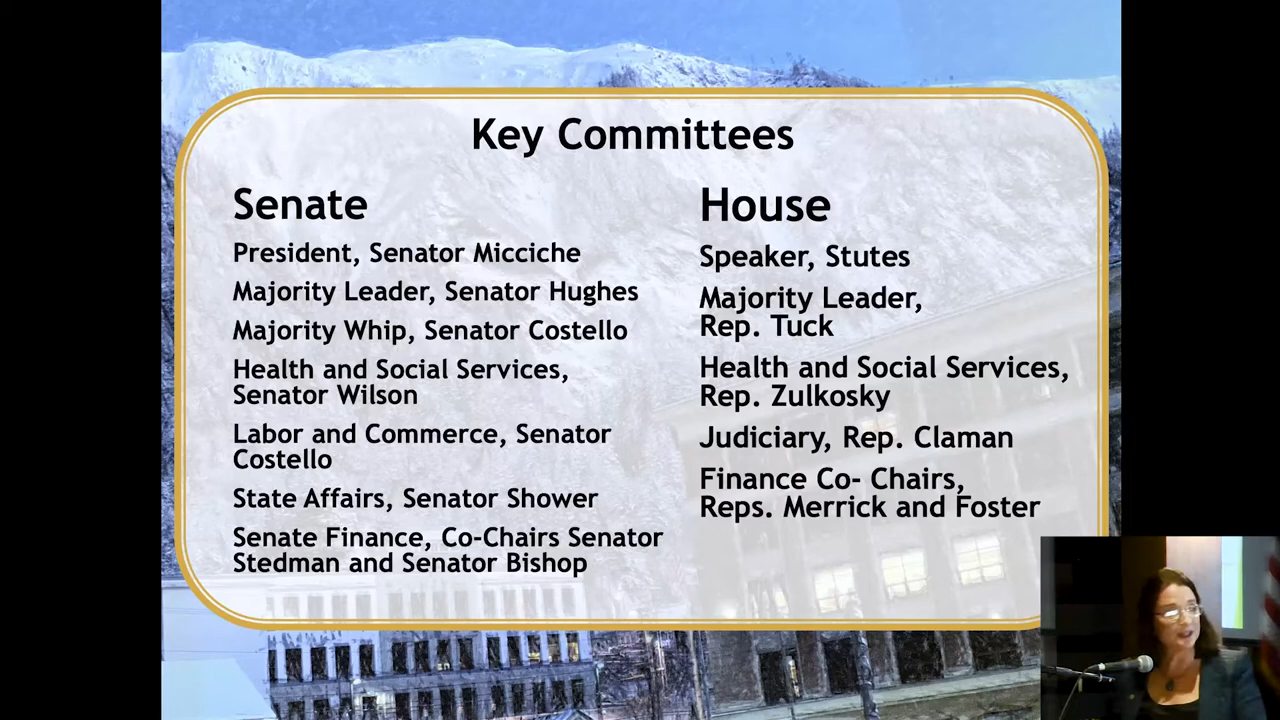 Key Committees
Senate
President, Senator Micciche
Majority Leader, Senator Hughes
Majority Whip, Senator Costello
Health and Social Services,
Senator Wilson
Labor and Commerce, Senator
Costello
State Affairs, Senator Shower
Senate Finance, Co-Chairs Senator
Stedman and Senator Bishop
House
Speaker, Stutes
Majority Leader,
Rep. Tuck
Health and Social Services,
Rep. Zulkosky
Judiciary, Rep. Claman
Finance Co- Chairs,
Reps. Merrick and Foster